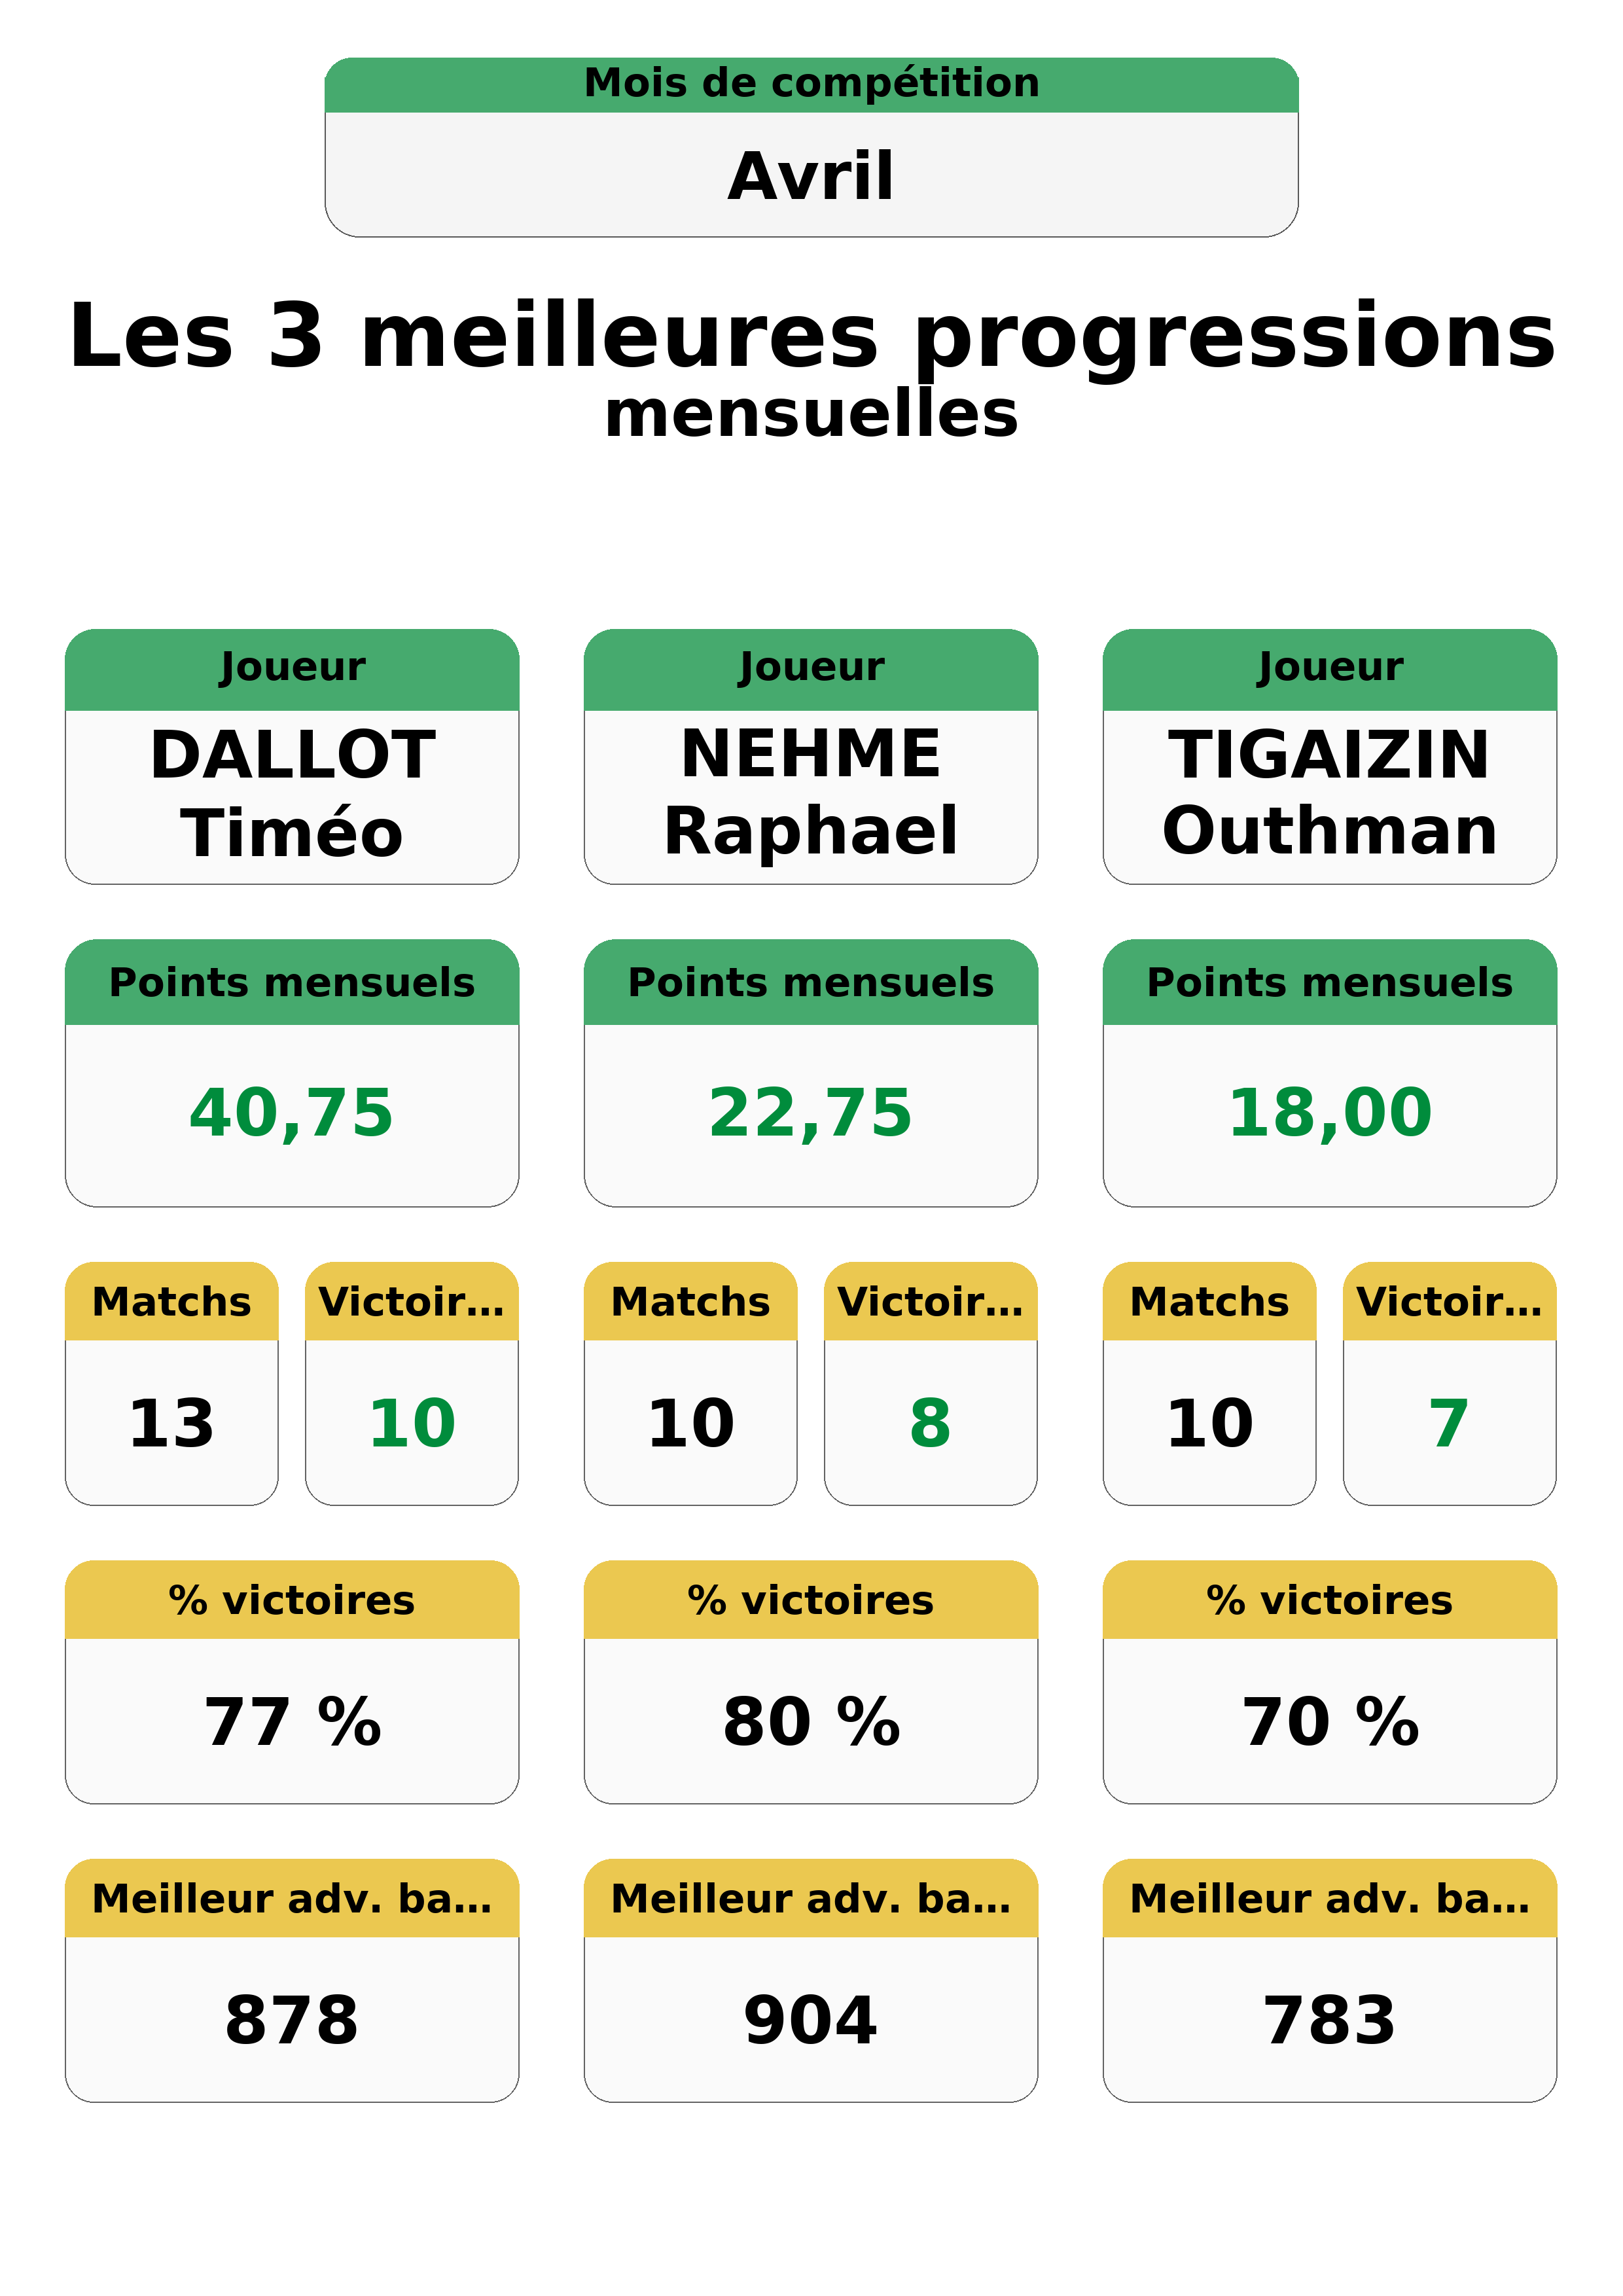 Mois de compétition
Avril
Les 3 meilleures progressions
mensuelles
Joueur
DALLOT
Timéo
Joueur
NEHME
Raphael
Joueur
TIGAIZIN
Outhman
Points mensuels
40,75
Points mensuels
22,75
Points mensuels
18,00
Matchs
13
Victoir...
10
Matchs
10
Victoir...
8
Matchs
10
Victoir...
7
% victoires
77 %
% victoires
80 %
% victoires
70 %
Meilleur adv. ba...
878
Meilleur adv. ba...
904
Meilleur adv. ba...
783